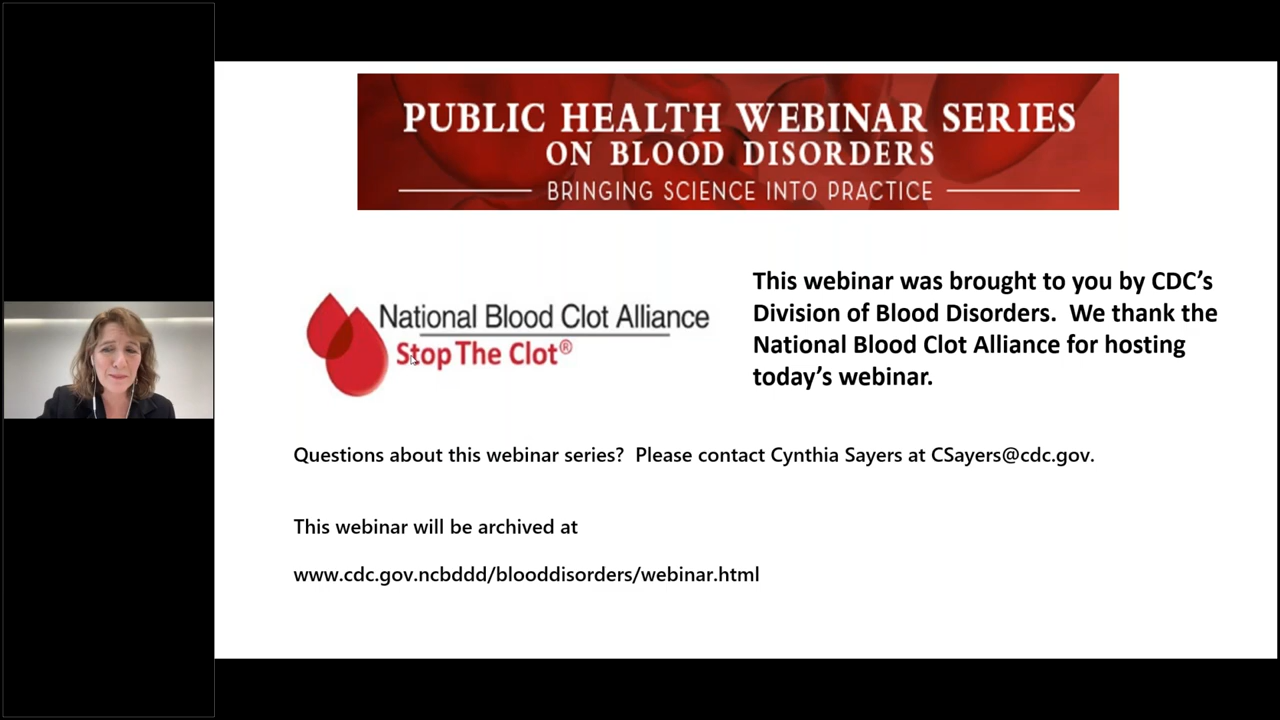 PUBLIC HEALTH WEBINAR SERIES
ON BLOOD DISORDERS
BRINGING SCIENCE INTO PRACTICE
National Blood Clot Alliance
Stop The Clot®
This webinar was brought to you by CDC’s
Division of Blood Disorders.  We thank the
National Blood Clot Alliance for hosting
today’s webinar.
Questions about this webinar series?  Please contact Cynthia Sayers at CSayers@cdc.gov.
This webinar will be archived at
www.cdc.gov.ncbddd/blooddisorders/webinar.html